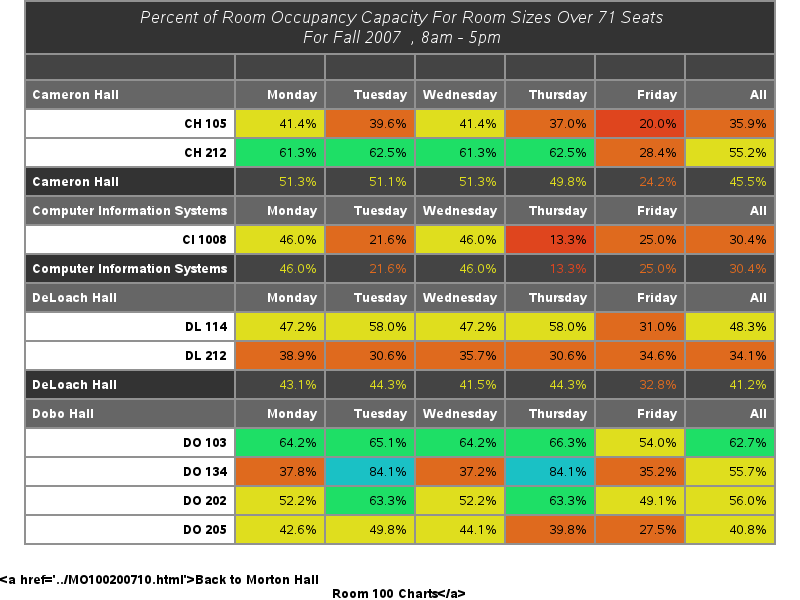 Percent of Room Occupancy Capacity For Room Sizes Over 71 Seats
For Fall 2007 , 8am - 5pm
Cameron Hall Monday Tuesday Wednesday Thursday Friday All
CH 105 41.4% 39.6% 41.4% 37.0% 20.0% 35.9%
CH 212 61.3% 62.5% 61.3% 62.5% 28.4% 55.2%
Cameron Hall 51.3% 51.1% 51.3% 49.8% 24.2% 45.5%
Computer Information Systems Monday Tuesday Wednesday Thursday Friday All
CI 1008 46.0% 21.6% 46.0% 13.3% 25.0% 30.4%
Computer Information Systems 46.0% 21.6% 46.0% 13.3% 25.0% 30.4%
DeLoach Hall Monday Tuesday Wednesday Thursday Friday All
DL 114 47.2% 58.0% 47.2% 58.0% 31.0% 48.3%
DL 212 38.9% 30.6% 35.7% 30.6% 34.6% 34.1%
DeLoach Hall 43.1% 44.3% 41.5% 44.3% 32.8% 41.2%
Dobo Hall Monday Tuesday Wednesday Thursday Friday All
DO 103 64.2% 65.1% 64.2% 66.3% 54.0% 62.7%
DO 134 37.8% 84.1% 37.2% 84.1% 35.2% 55.7%
DO 202 52.2% 63.3% 52.2% 63.3% 49.1% 56.0%
DO 205 42.6% 49.8% 44.1% 39.8% 27.5% 40.8%
<a href='../MO100200710.html'>Back to Morton Hall
Room 100 Charts</a>